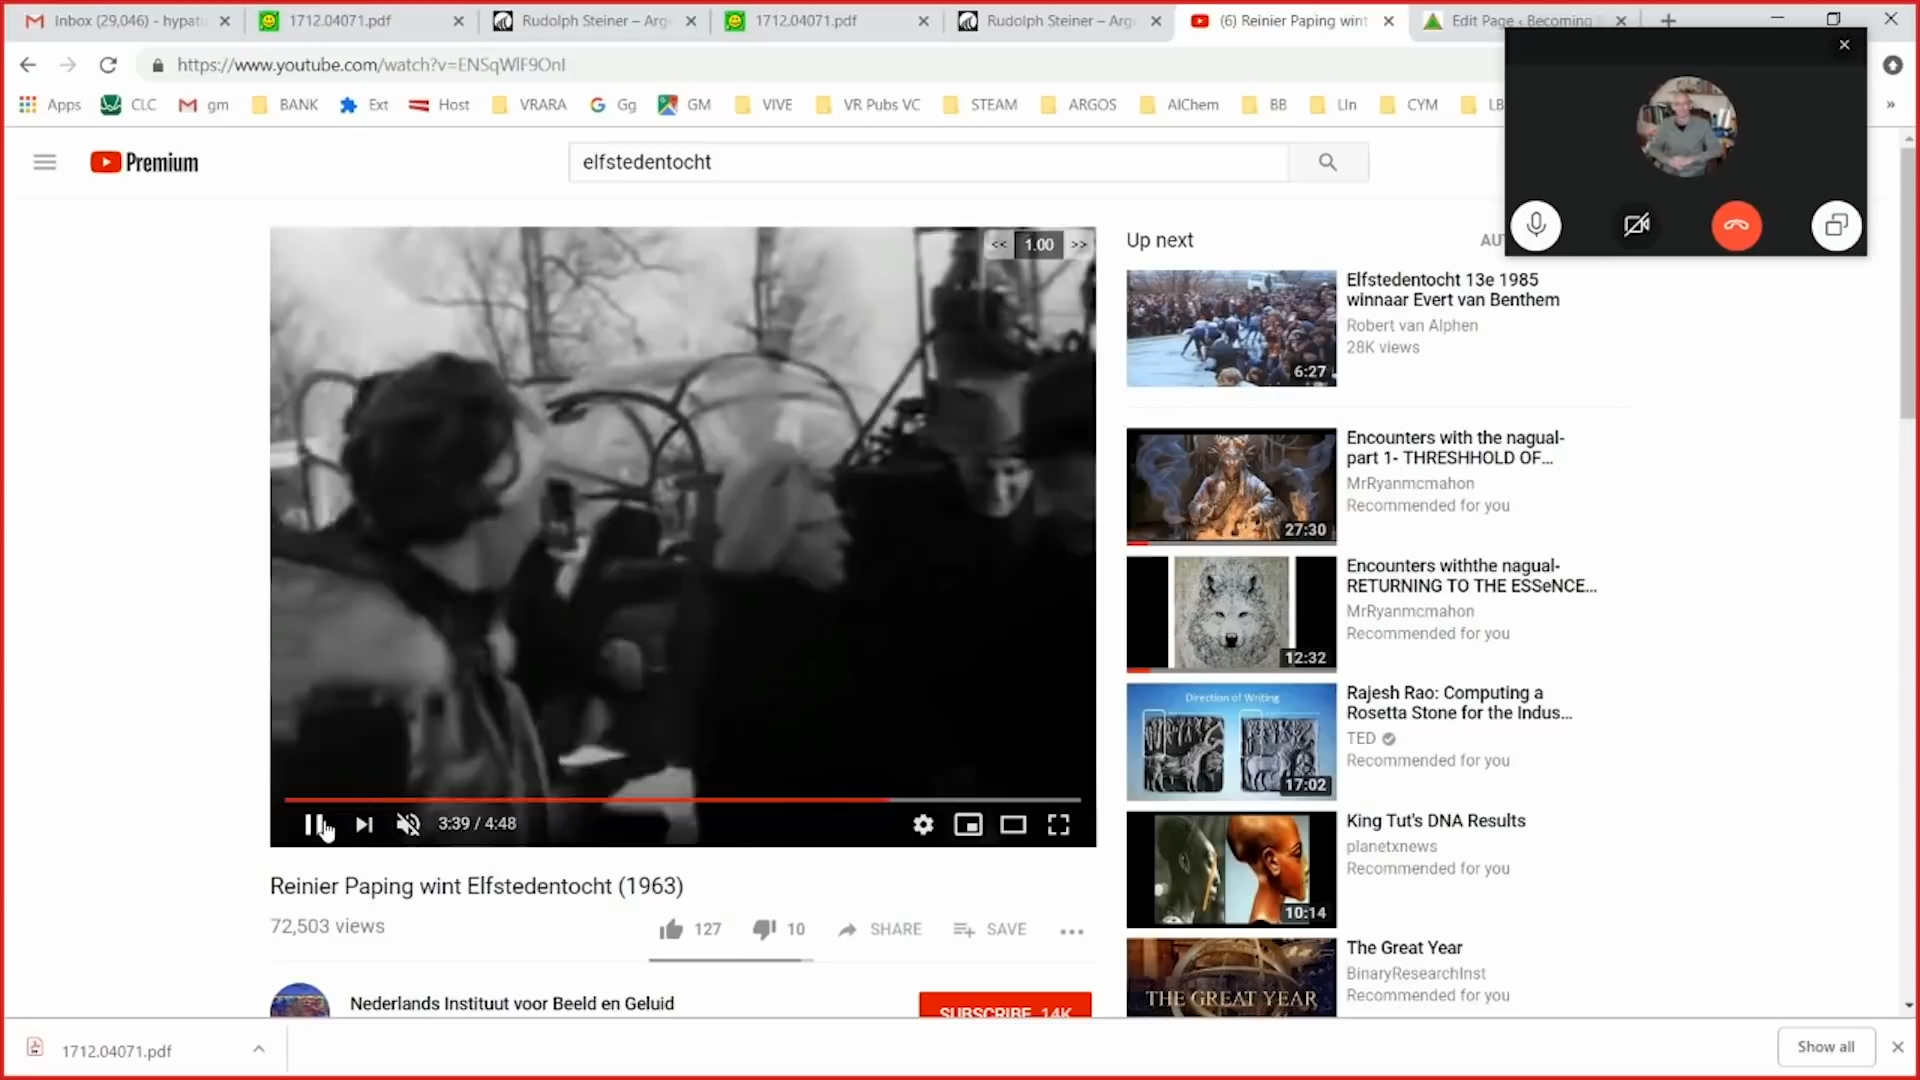 Inbox (29,046) - hypat
1712.04071.pdf
Rudolph Steiner – Arg
1712.04071.pdf
Rudolph Steiner – Arg
(6) Reinier Paping wint
Edit Page ‹ Becoming
https://www.youtube.com/watch?v=ENSqWlF9OnI
Apps
CLC
gm
BANK
Ext
Host
VRARA
Gg
GM
VIVE
VR Pubs VC
STEAM
ARGOS
AIChem
BB
LIn
CYM
LB
»
Premium
elfstedentocht
<< 1.00 >>
3:39 / 4:48
Reinier Paping wint Elfstedentocht (1963)
72,503 views
127
10
SHARE
SAVE
Nederlands Instituut voor Beeld en Geluid
SUBSCRIBE 14K
Up next
AUT
Elfstedentocht 13e 1985
winnaar Evert van Benthem
Robert van Alphen
28K views
6:27
Encounters with the nagual-
part 1- THRESHHOLD OF...
MrRyanmcmahon
Recommended for you
27:30
Encounters withthe nagual-
RETURNING TO THE ESSeNCE...
MrRyanmcmahon
Recommended for you
12:32
Direction of Writing
Rajesh Rao: Computing a
Rosetta Stone for the Indus...
TED
Recommended for you
17:02
King Tut's DNA Results
planetxnews
Recommended for you
10:14
The Great Year
BinaryResearchInst
Recommended for you
THE GREAT YEAR
1712.04071.pdf
Show all